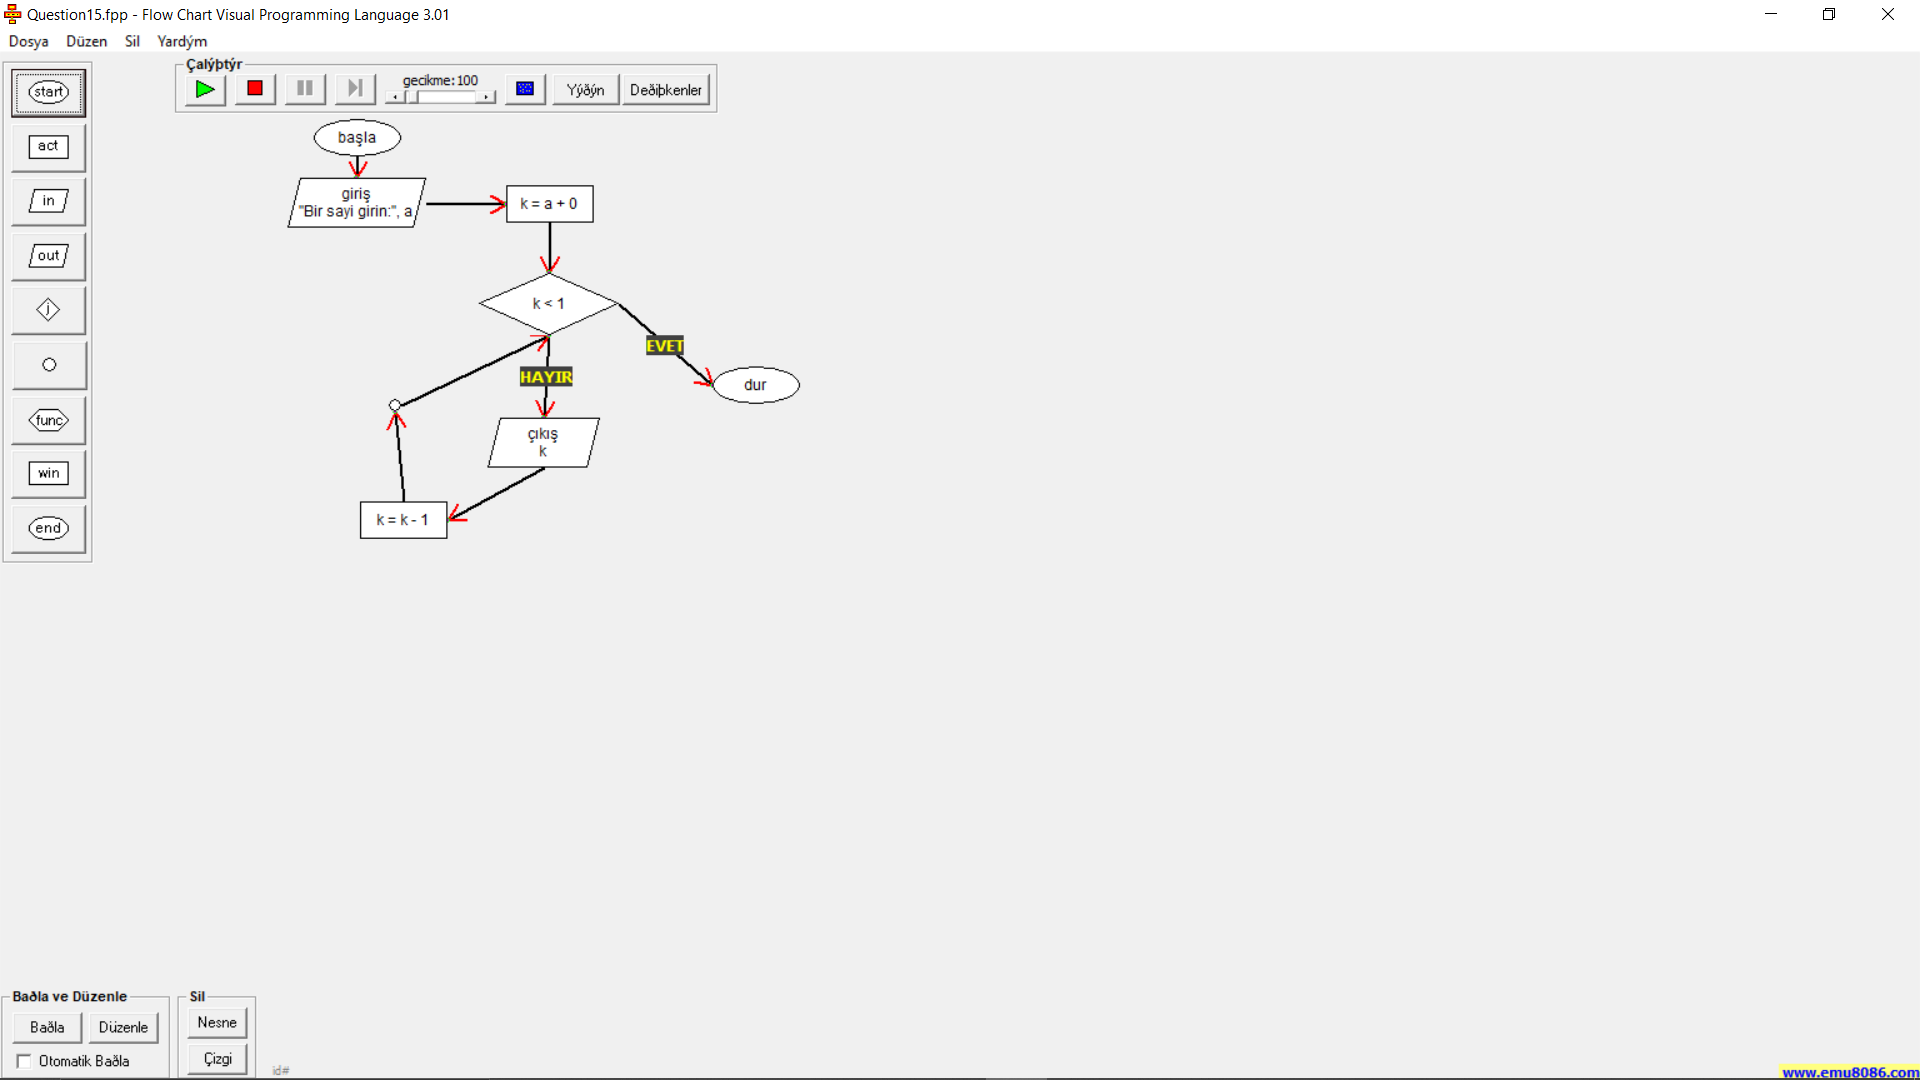 Question15.fpp - Flow Chart Visual Programming Language 3.01
Dosya Düzen Sil Yardým
Çalýþtýr
gecikme:100
Yýðýn
Deðiþkenler
start
act
in
out
j
func
win
end
başla
giriş
"Bir sayi girin:", a
k = a + 0
k < 1
EVET
HAYIR
dur
çıkış
k
k = k - 1
Baðla ve Düzenle
Baðla
Düzenle
Otomatik Baðla
Sil
Nesne
Çizgi
id#
www.emu8086.com